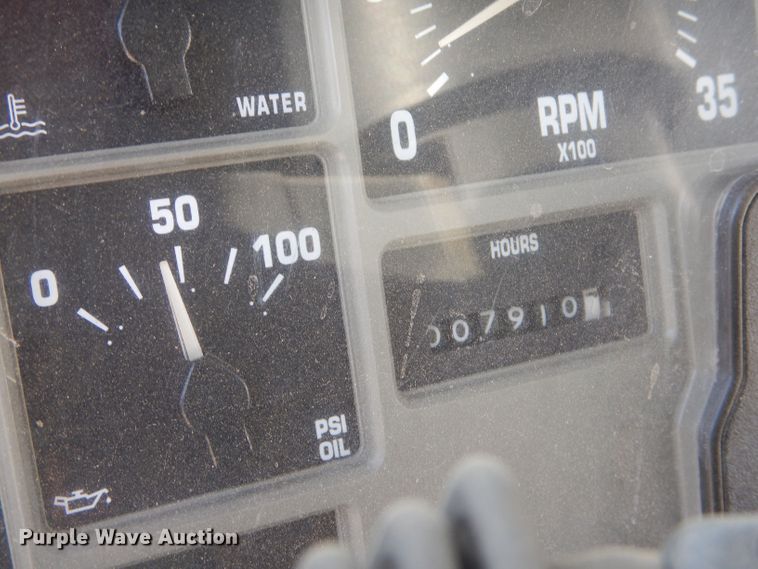 WATER
0
RPM
X100
35
0
50
100
PSI
OIL
HOURS
007910
Purple Wave Auction